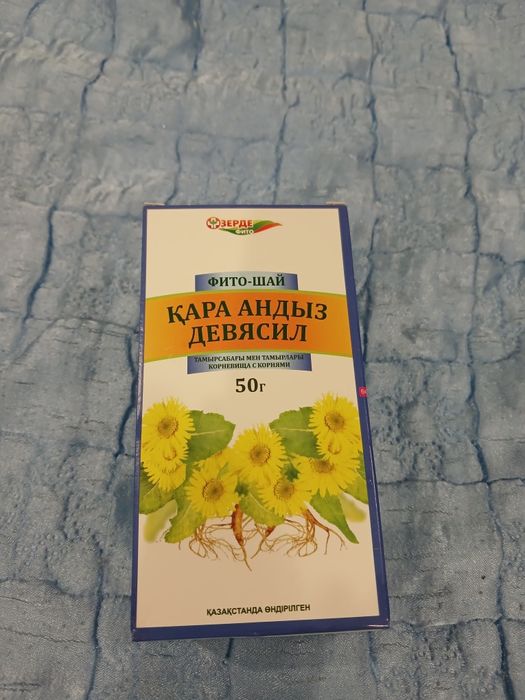 ЗЕРДЕ
ФИТО
ФИТО-ШАЙ
ҚАРА АНДЫЗ
ДЕВЯСИЛ
ТАМЫРСАБАҒЫ МЕН ТАМЫРЛАРЫ
КОРНЕВИЩА С КОРНЯМИ
50г
ҚАЗАҚСТАНДА ӨНДІРІЛГЕН